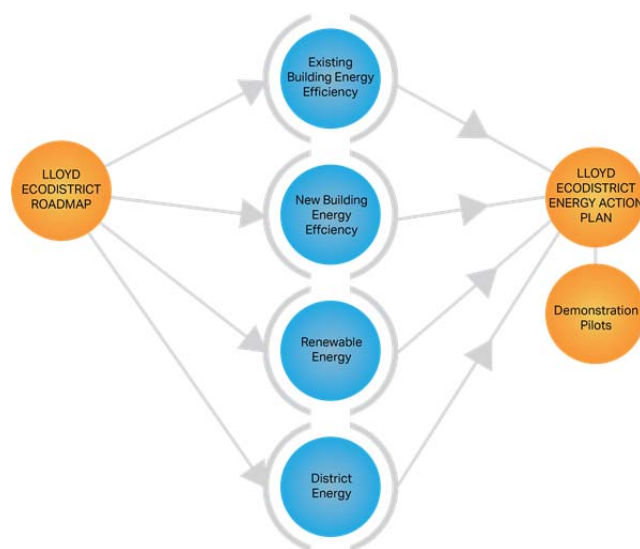 Existing
Building Energy
Efficiency
LLOYD
ECODISTRICT
ROADMAP
New Building
Energy
Effciency
LLOYD
ECODISTRICT
ENERGY ACTION
PLAN
Renewable
Energy
Demonstration
Pilots
District
Energy